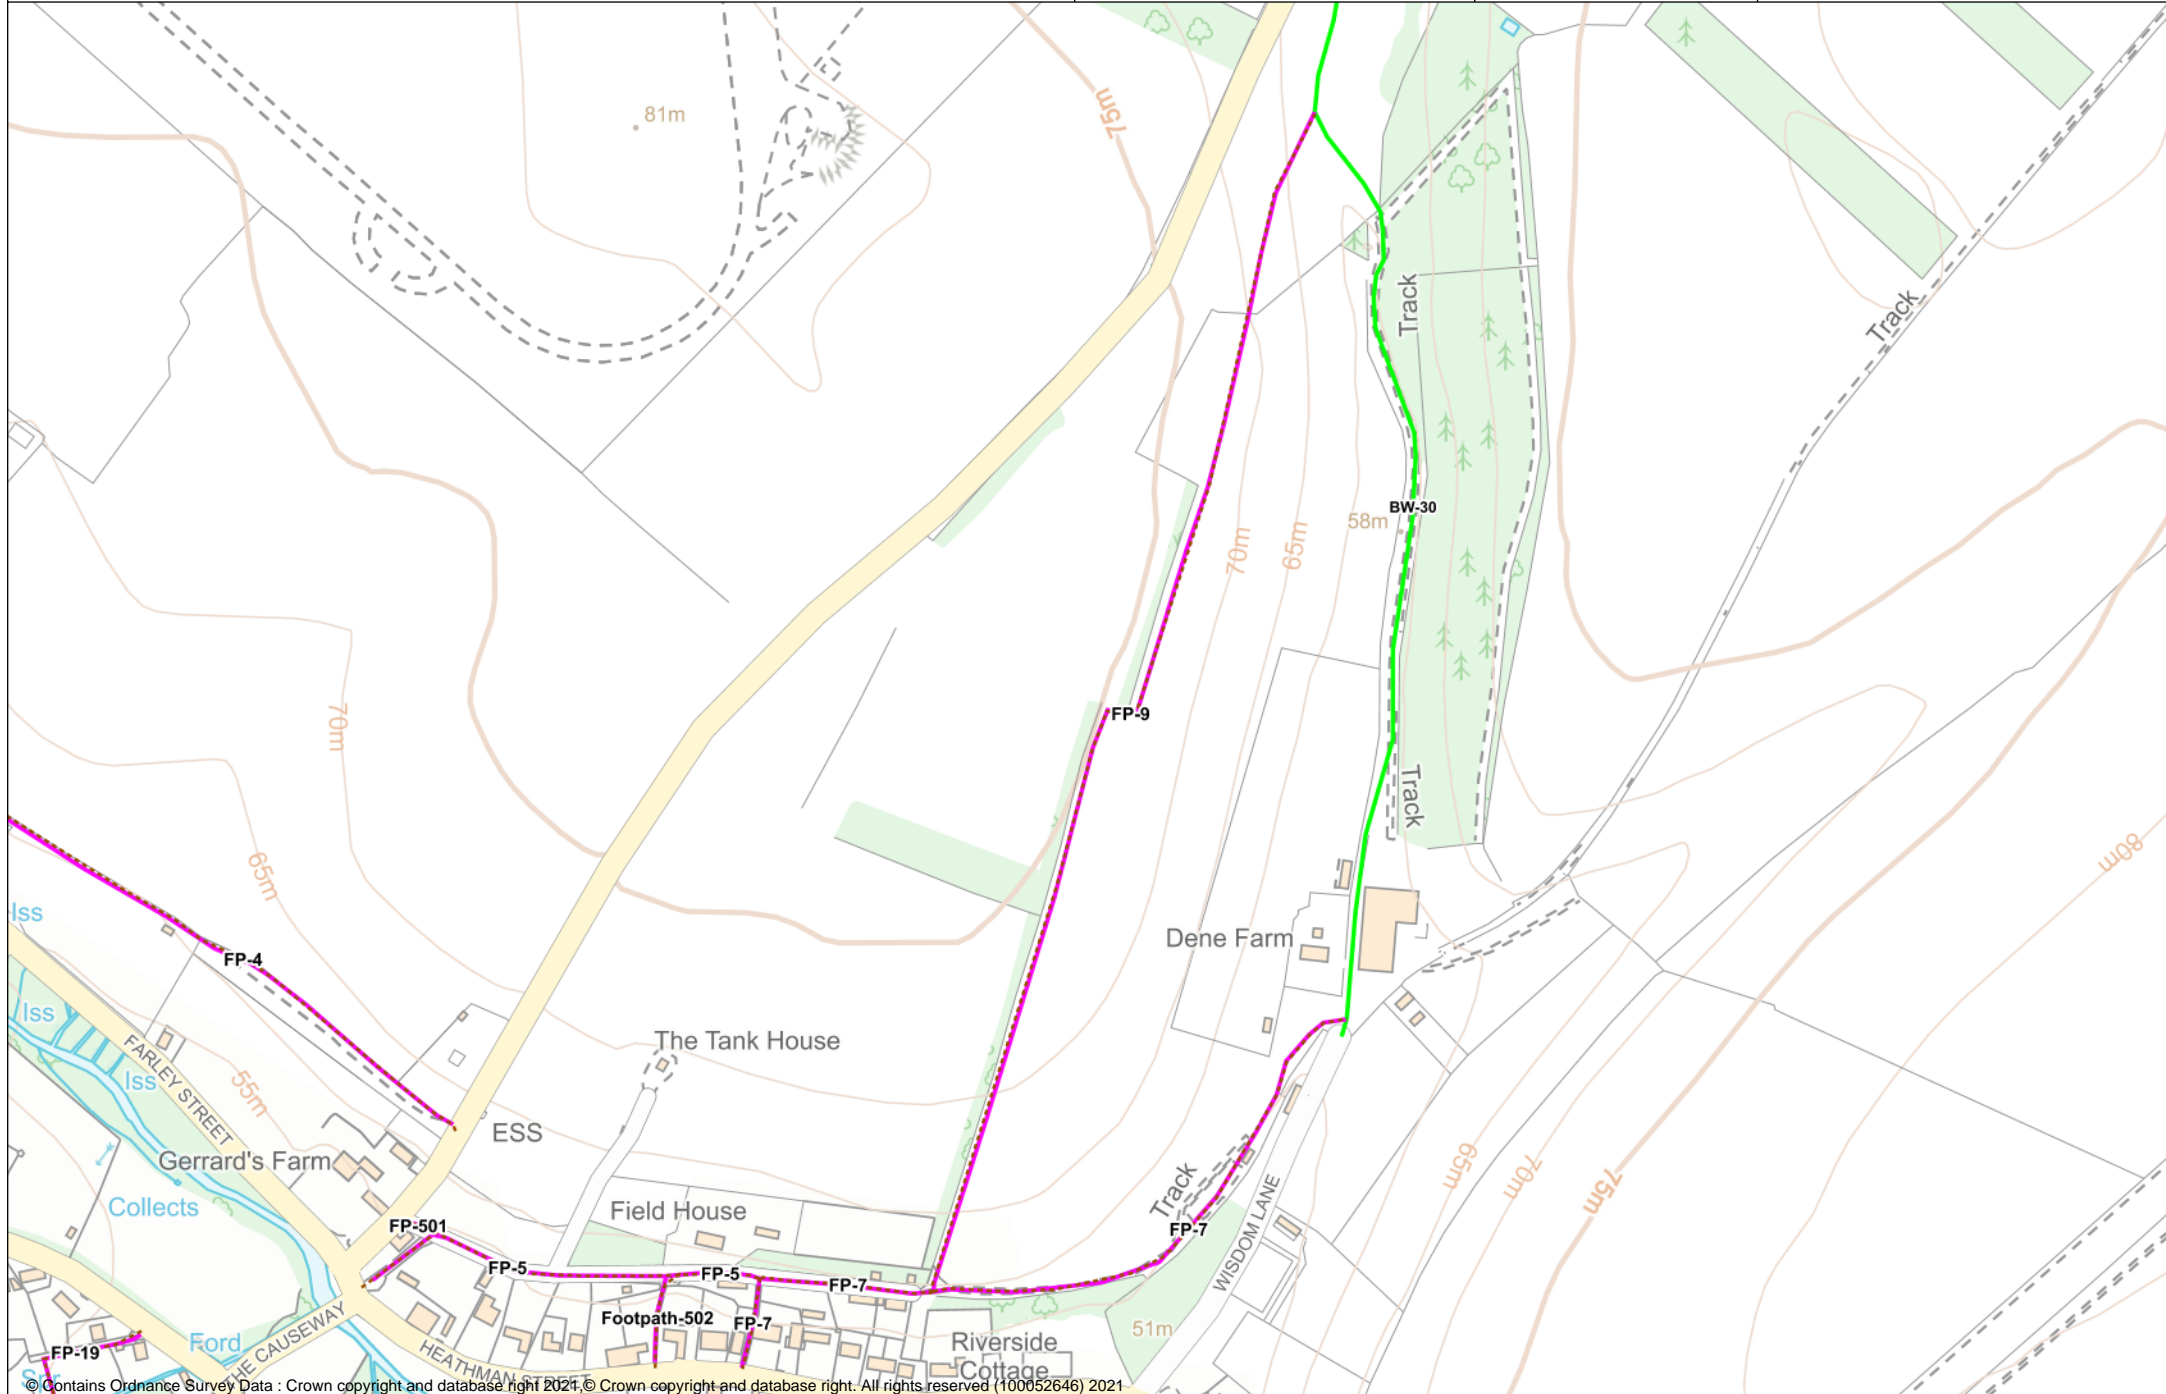 81m
75m
Track
Track
BW-30
58m
70m
65m
FP-9
70m
Track
80m
65m
Iss
FP-4
Dene Farm
Iss
FARLEY STREET
Iss
The Tank House
55m
ESS
Gerrard's Farm
Collects
Track
65m
70m
75m
FP-501
Field House
FP-7
WISDOM LANE
FP-5
FP-5
FP-7
Footpath-502
FP-7
51m
Ford
THE CAUSEWAY
HEATHMAN STREET
Riverside
Cottage
FP-19
Spr
© Contains Ordnance Survey Data : Crown copyright and database right 2021,© Crown copyright and database right. All rights reserved (100052646) 2021